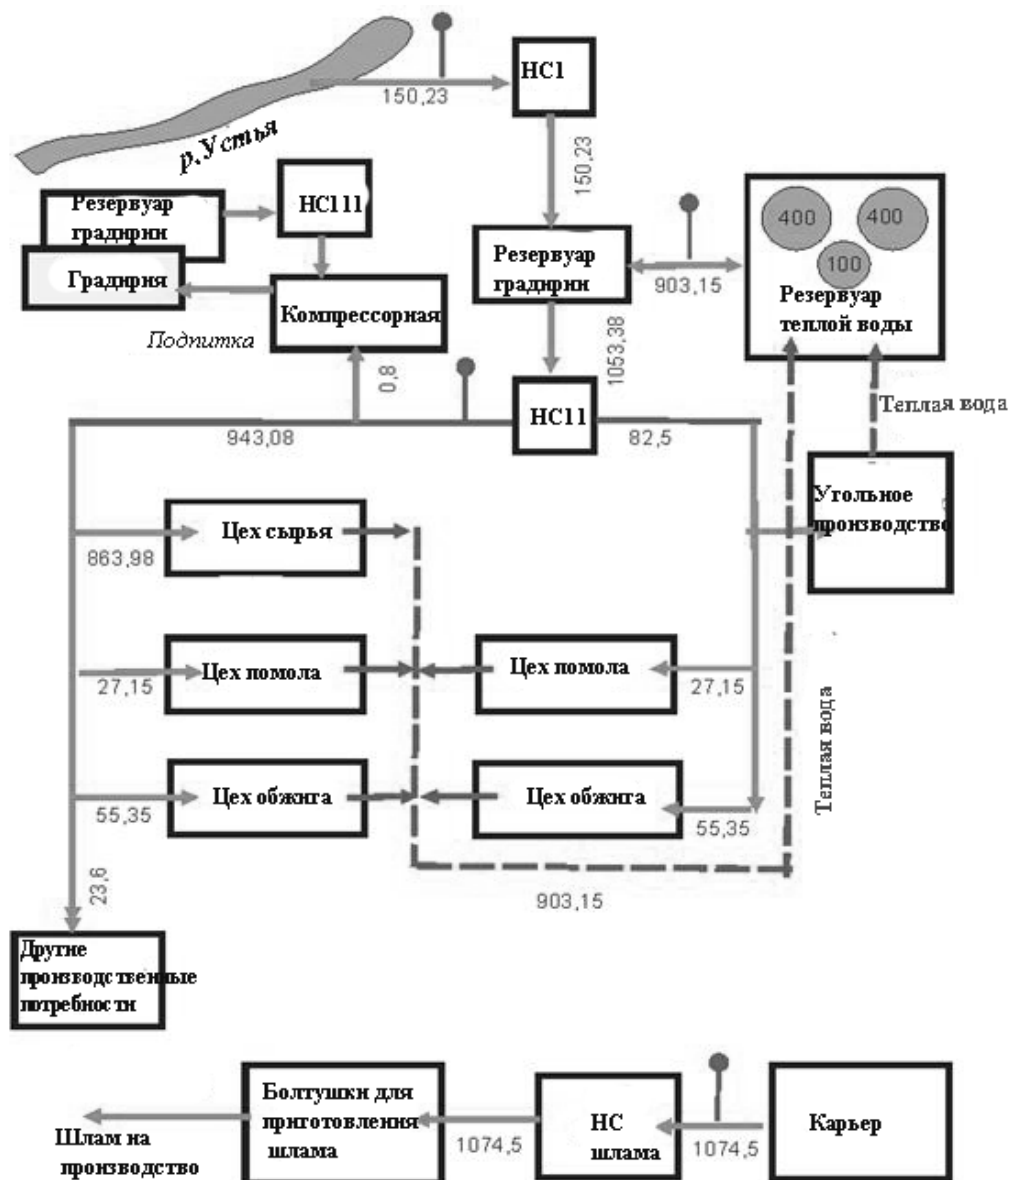 НС1
150,23
р.Устья
150,23
Резервуар
градирии
НС111
Градирия
Компрессорная
Подпитка
0,8
Резервуар
градирии
903,15
400
400
100
Резервуар
теплой воды
1053,38
НС11
943,08
82,5
Теплая вода
Угольное
производство
Цех сырья
863,98
Цех помола
27,15
Цех помола
27,15
Цех обжига
55,35
Цех обжига
55,35
Теплая вода
903,15
23,6
Другие
производственные
потребности
Болтушки для
приготовления
шлама
НС
шлама
Карьер
1074,5
1074,5
Шлам на
производство